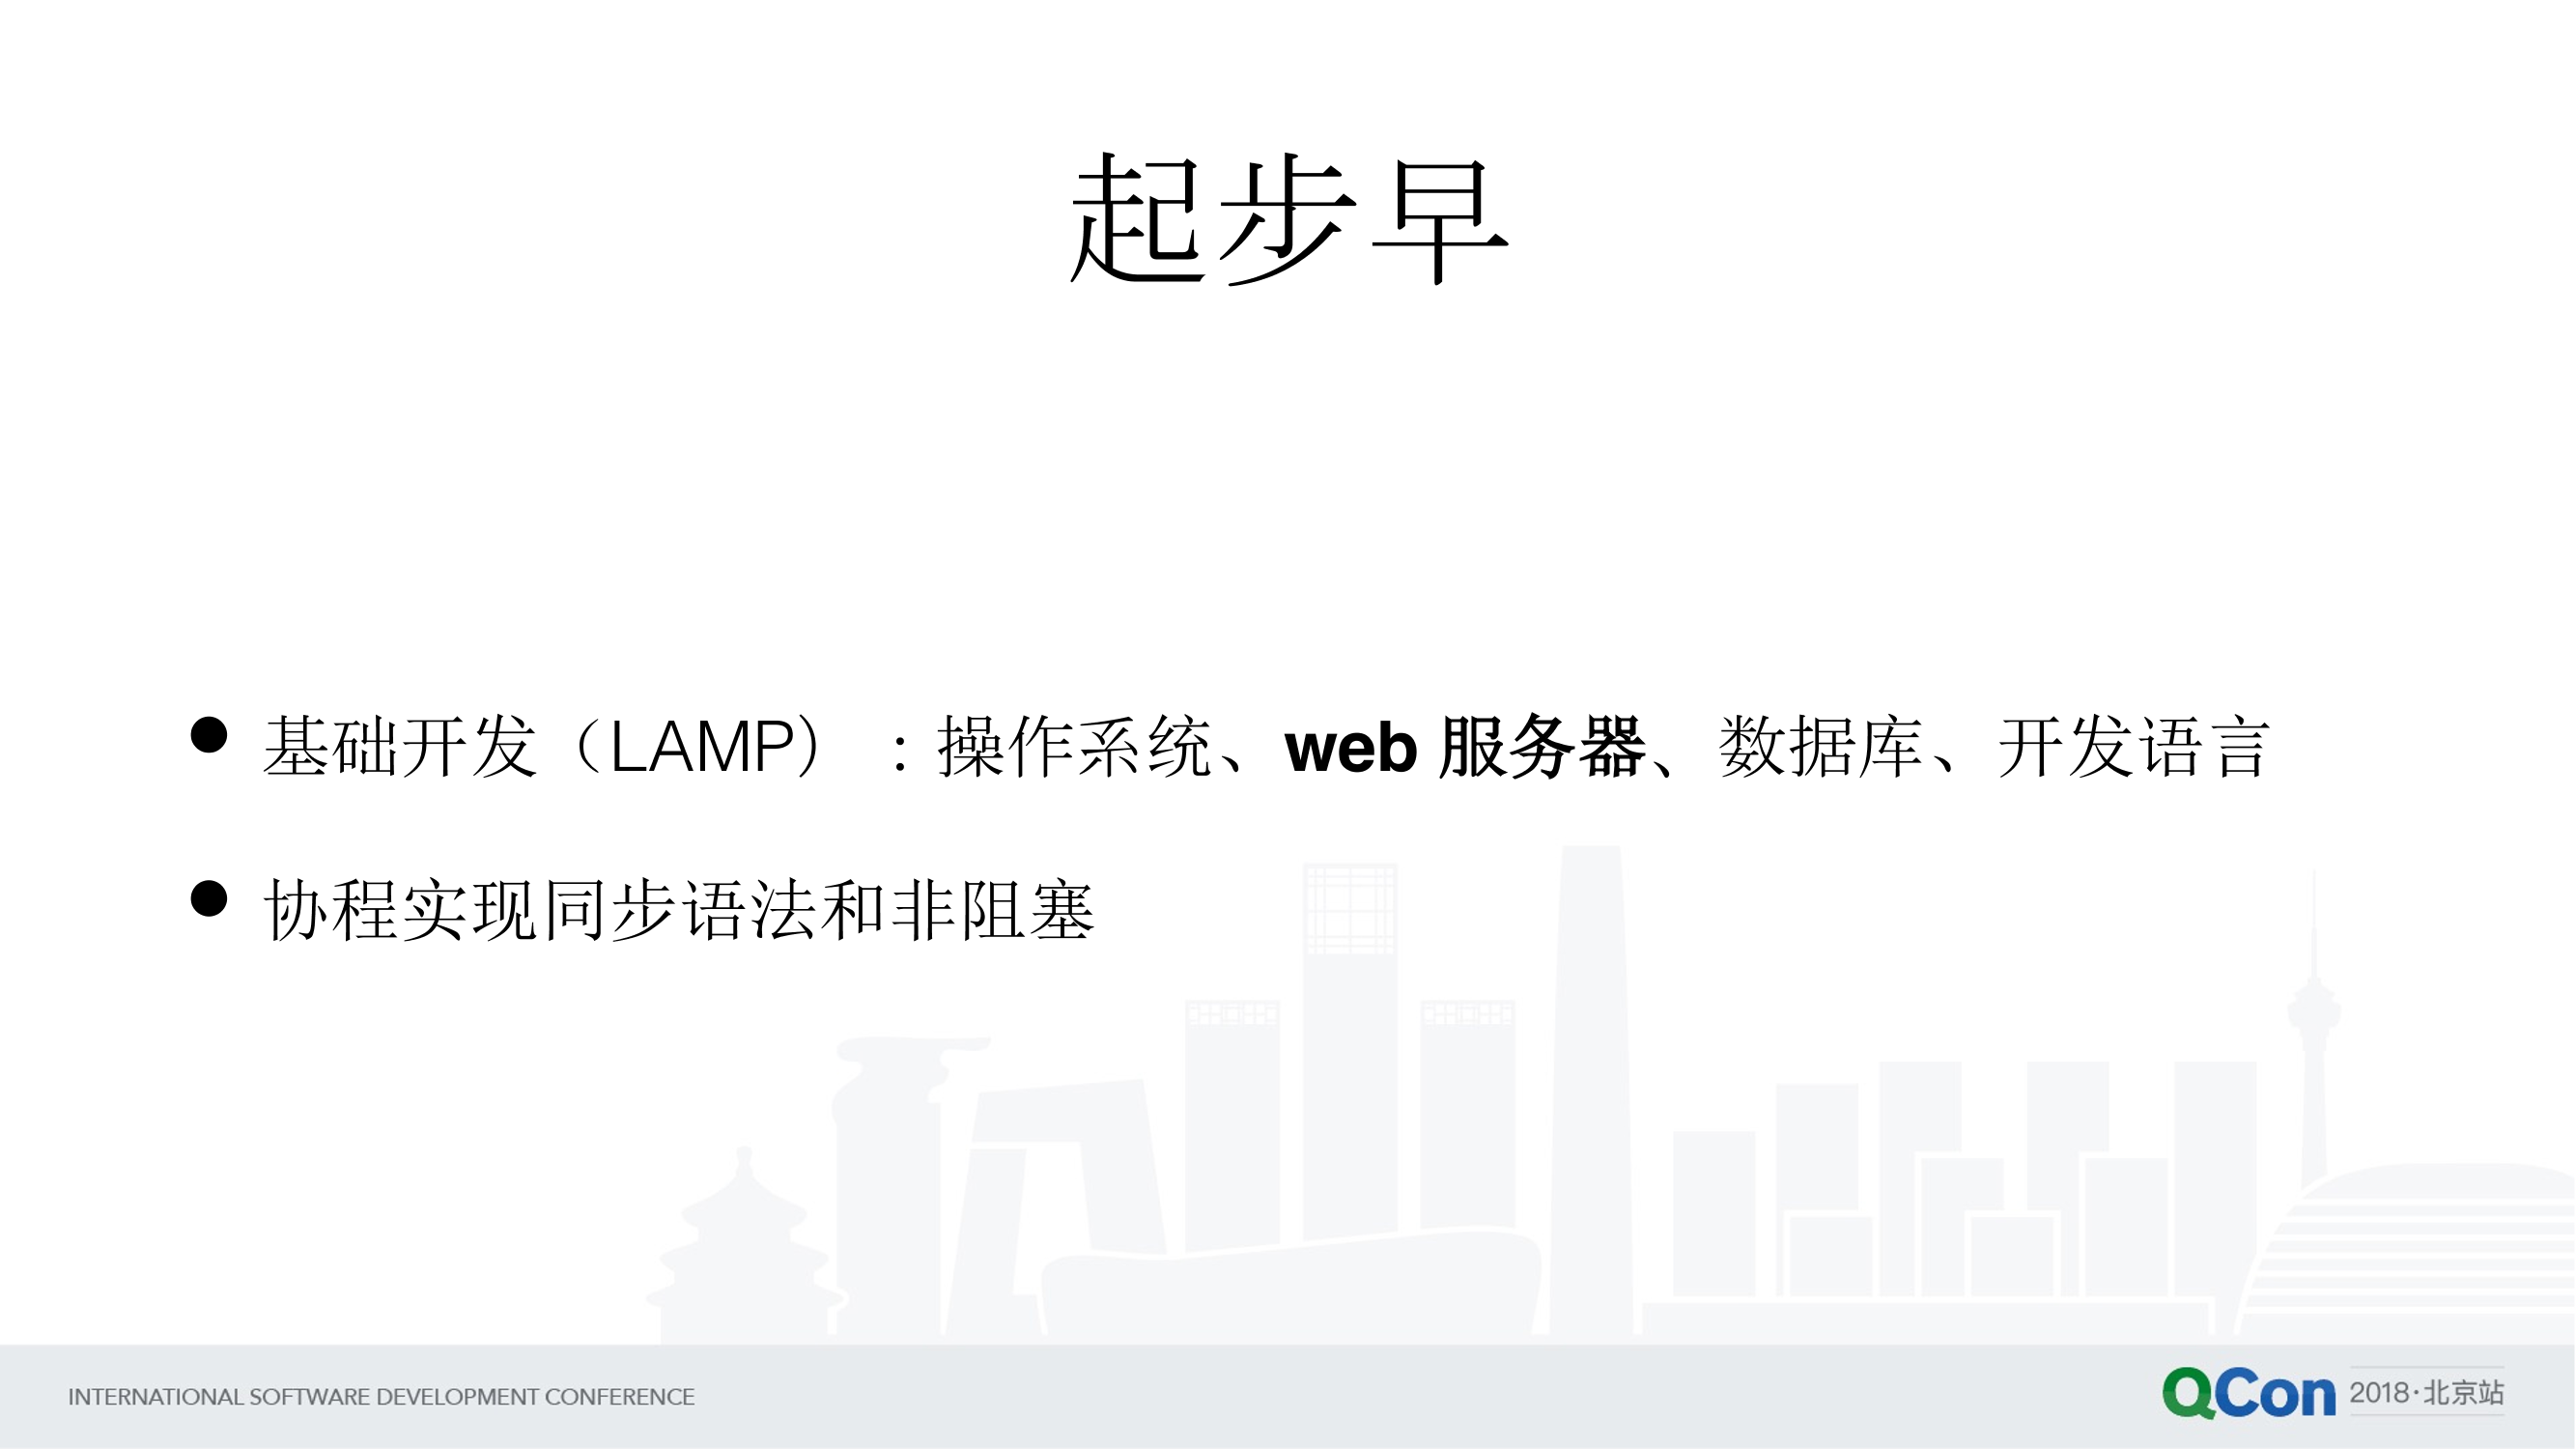 起步早
● 基础开发（LAMP）：操作系统、web 服务器、数据库、开发语言
● 协程实现同步语法和非阻塞
INTERNATIONAL SOFTWARE DEVELOPMENT CONFERENCE
QCon 2018·北京站